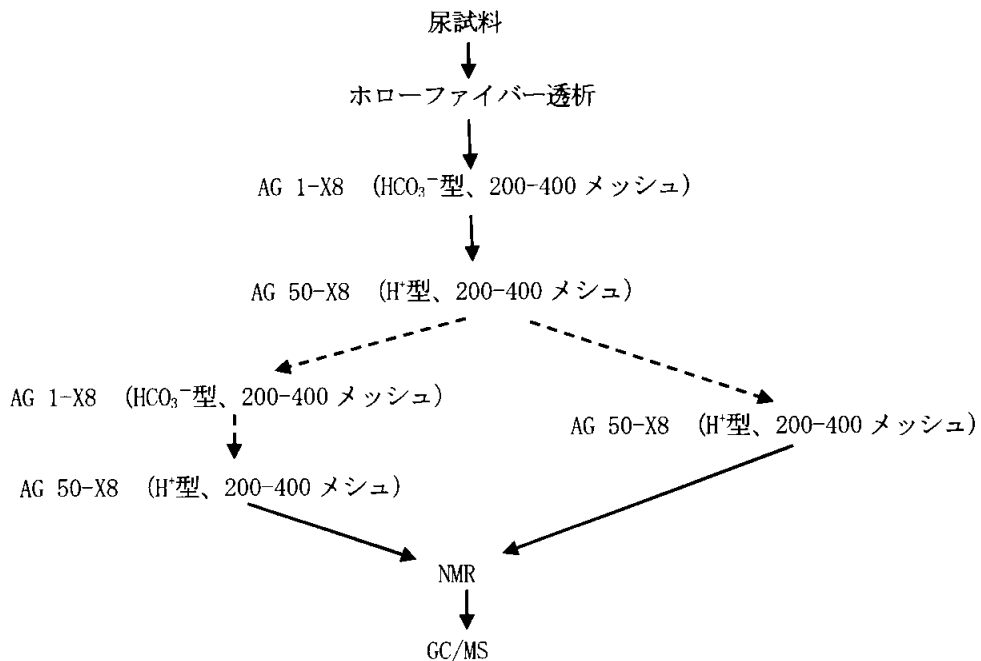 尿試料
ホローファイバー透析
AG 1-X8 (HCO₃⁻型、200-400 メッシュ)
AG 50-X8 (H⁺型、200-400 メシュ)
AG 1-X8 (HCO₃⁻型、200-400 メッシュ)
AG 50-X8 (H⁺型、200-400 メッシュ)
AG 50-X8 (H⁺型、200-400 メシュ)
NMR
GC/MS